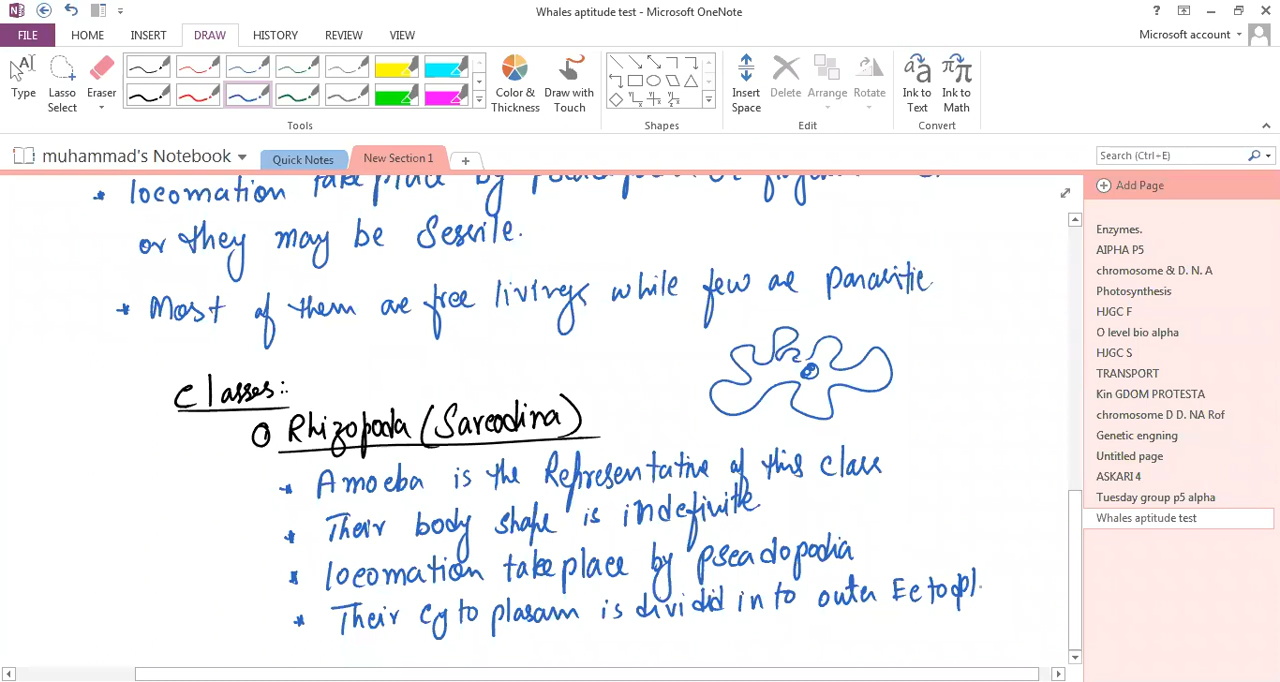 Whales aptitude test - Microsoft OneNote
?
Microsoft account
FILE HOME INSERT DRAW HISTORY REVIEW VIEW
Type
Lasso Select
Eraser
Color & Thickness
Draw with Touch
Insert Space
Delete
Arrange
Rotate
Ink to Text
Ink to Math
Tools
Shapes
Edit
Convert
muhammad's Notebook
Quick Notes
New Section 1
Search (Ctrl+E)
Add Page
Enzymes.
AIPHA P5
chromosome & D. N. A
Photosynthesis
HJGC F
O level bio alpha
HJGC S
TRANSPORT
Kin GDOM PROTESTA
chromosome D D. NA Rof
Genetic engning
Untitled page
ASKARI 4
Tuesday group p5 alpha
Whales aptitude test
* locomation take place by or
or they may be Sessile.
* Most of them are free livings while few are Parasitic
Classes:
Rhizopoda (Sarcodina)
* Amoeba is the Representative of this class
* Their body shape is indefinite
* locomation take place by pseadopodia
* Their Cyto plasam is dividid in to outer Ectopl